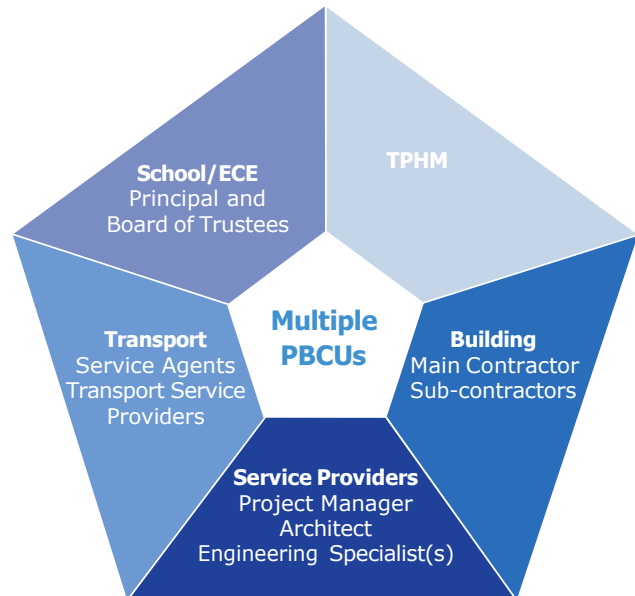 School/ECE
Principal and
Board of Trustees
TPHM
Multiple
PBCUs
Transport
Service Agents
Transport Service
Providers
Building
Main Contractor
Sub-contractors
Service Providers
Project Manager
Architect
Engineering Specialist(s)